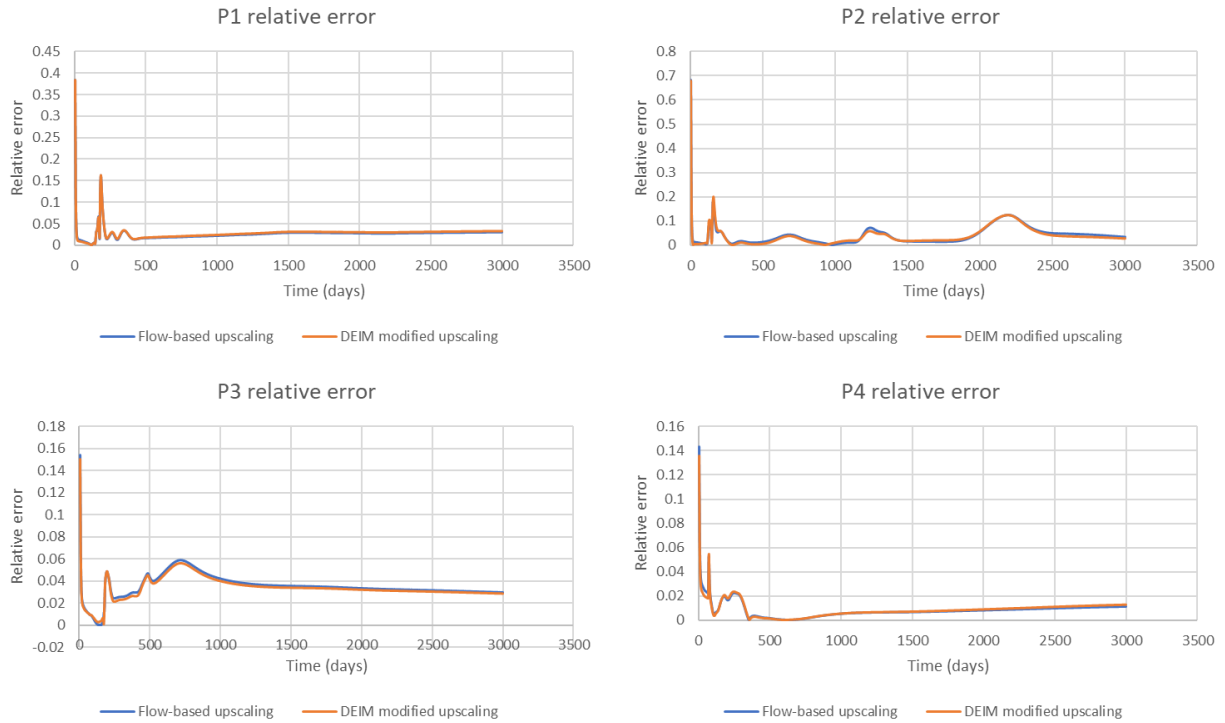 P1 relative error
0.45
0.4
0.35
0.3
0.25
0.2
0.15
0.1
0.05
0
Relative error
0 500 1000 1500 2000 2500 3000 3500
Time (days)
Flow-based upscaling DEIM modified upscaling
P2 relative error
0.8
0.7
0.6
0.5
0.4
0.3
0.2
0.1
0
Relative error
0 500 1000 1500 2000 2500 3000 3500
Time (days)
Flow-based upscaling DEIM modified upscaling
P3 relative error
0.18
0.16
0.14
0.12
0.1
0.08
0.06
0.04
0.02
0
-0.02
Relative error
0 500 1000 1500 2000 2500 3000 3500
Time (days)
Flow-based upscaling DEIM modified upscaling
P4 relative error
0.16
0.14
0.12
0.1
0.08
0.06
0.04
0.02
0
Relative error
0 500 1000 1500 2000 2500 3000 3500
Time (days)
Flow-based upscaling DEIM modified upscaling